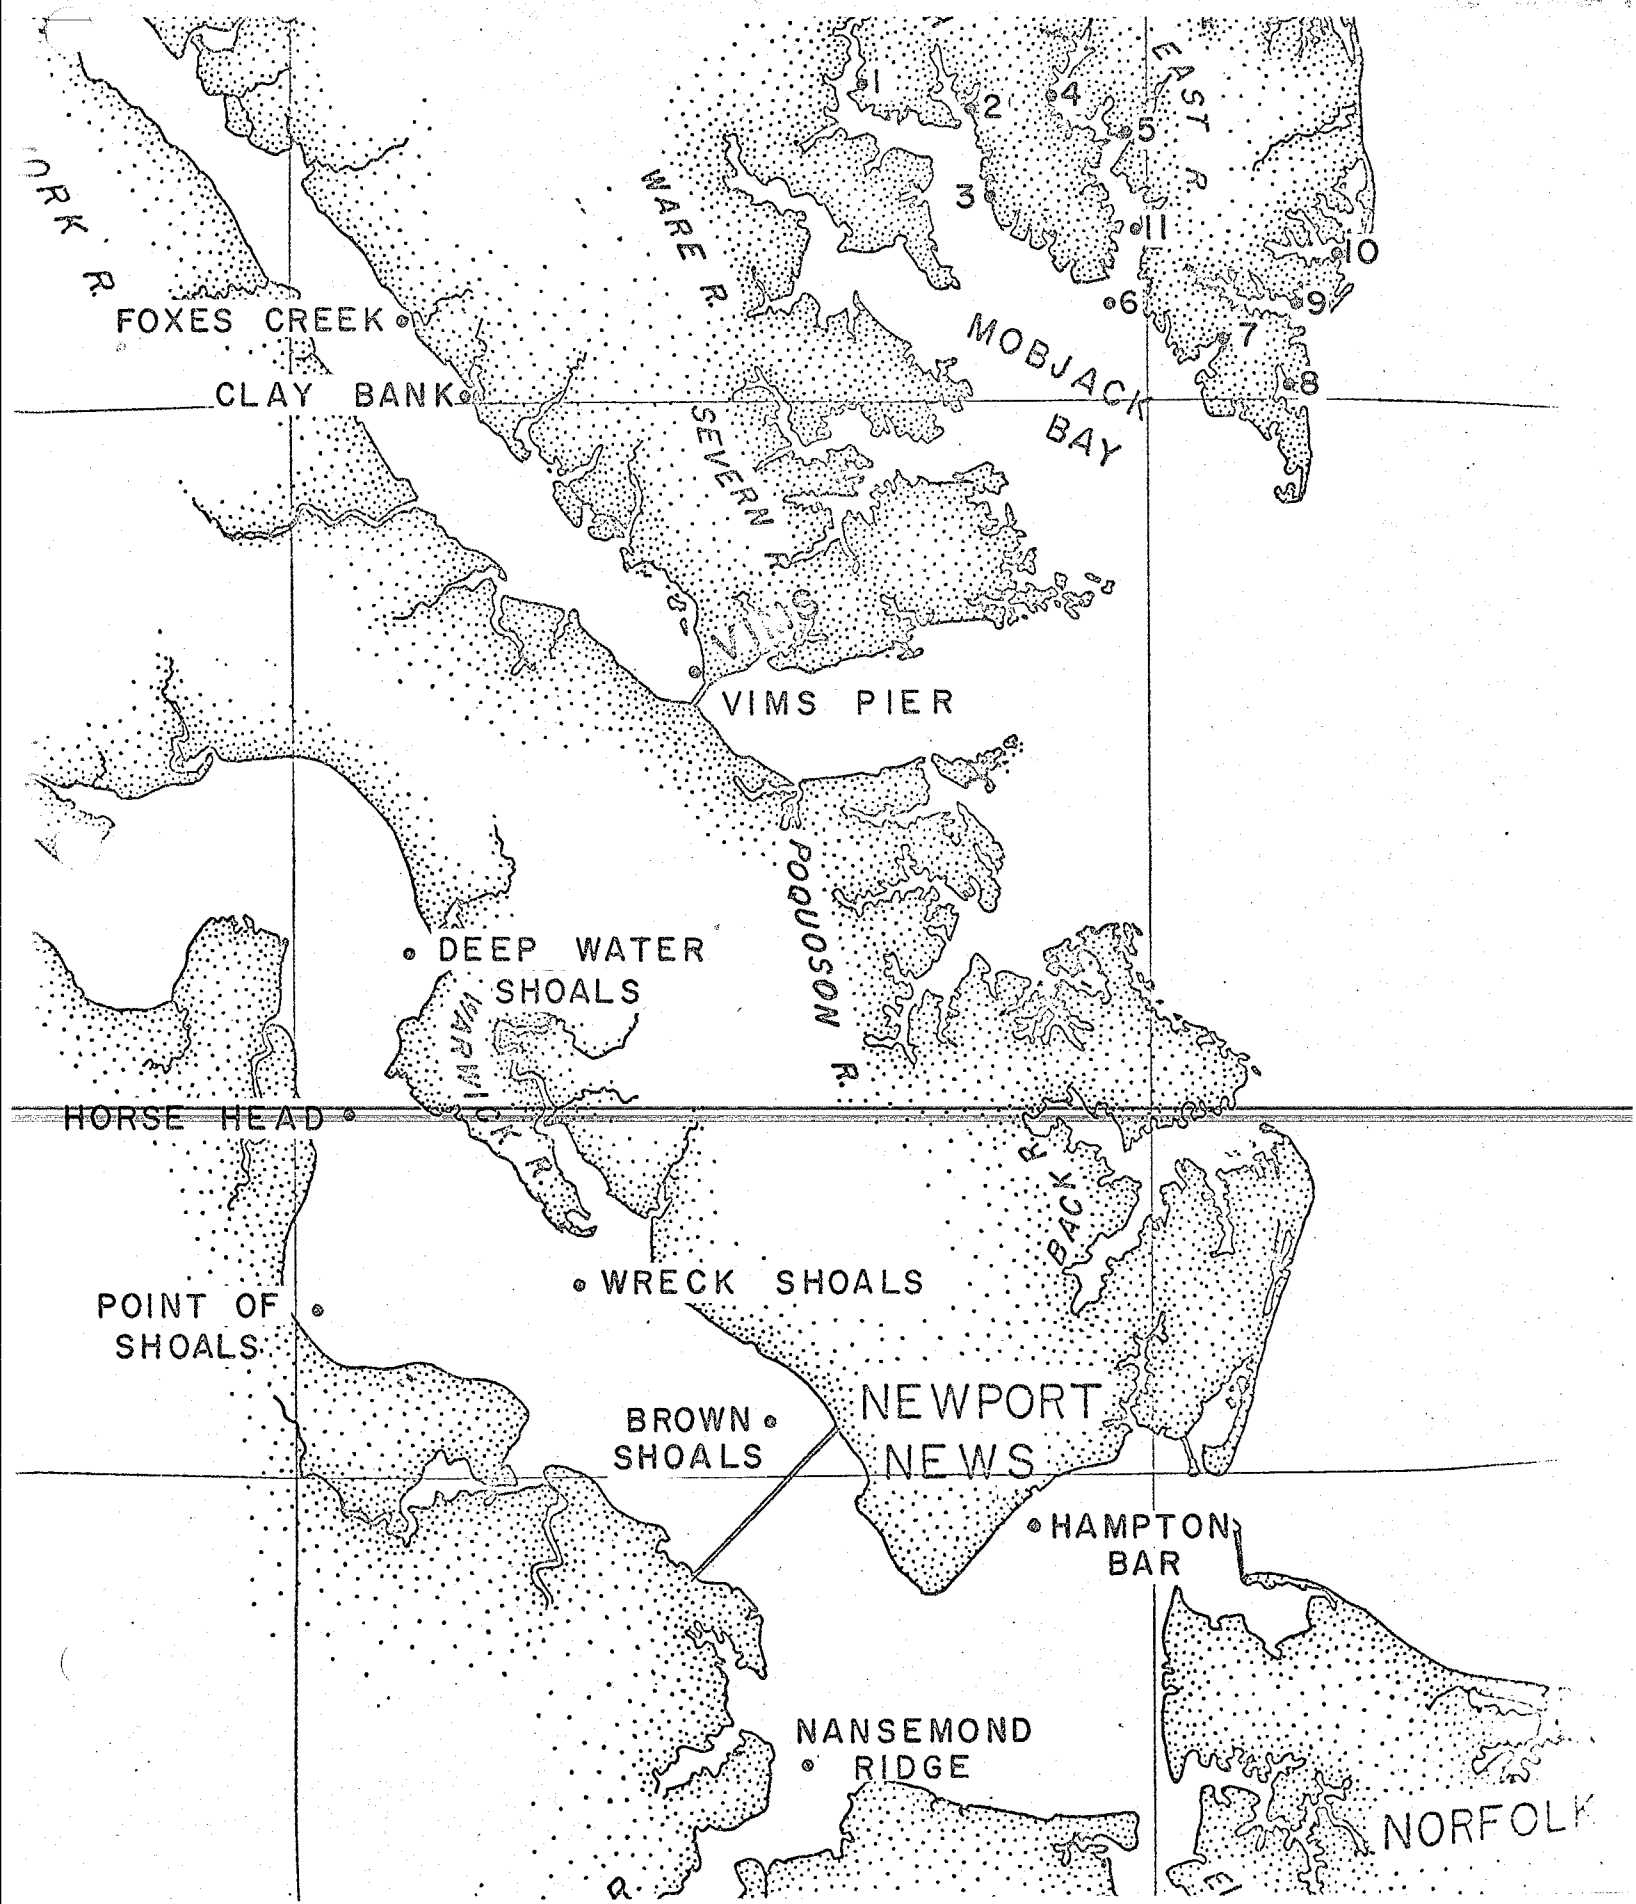 1
2
4
EAST R.
5
3
WARE R.
11
10
ORK R.
6
9
FOXES CREEK
MOBJACK
BAY
7
8
CLAY BANK
SEVERN R
VIMS
VIMS PIER
POQUOSON R.
DEEP WATER
SHOALS
WARWICK R
HORSE HEAD
BACK R
WRECK SHOALS
POINT OF
SHOALS
NEWPORT
NEWS
BROWN
SHOALS
HAMPTON
BAR
NANSEMOND
RIDGE
NORFOLK
R.